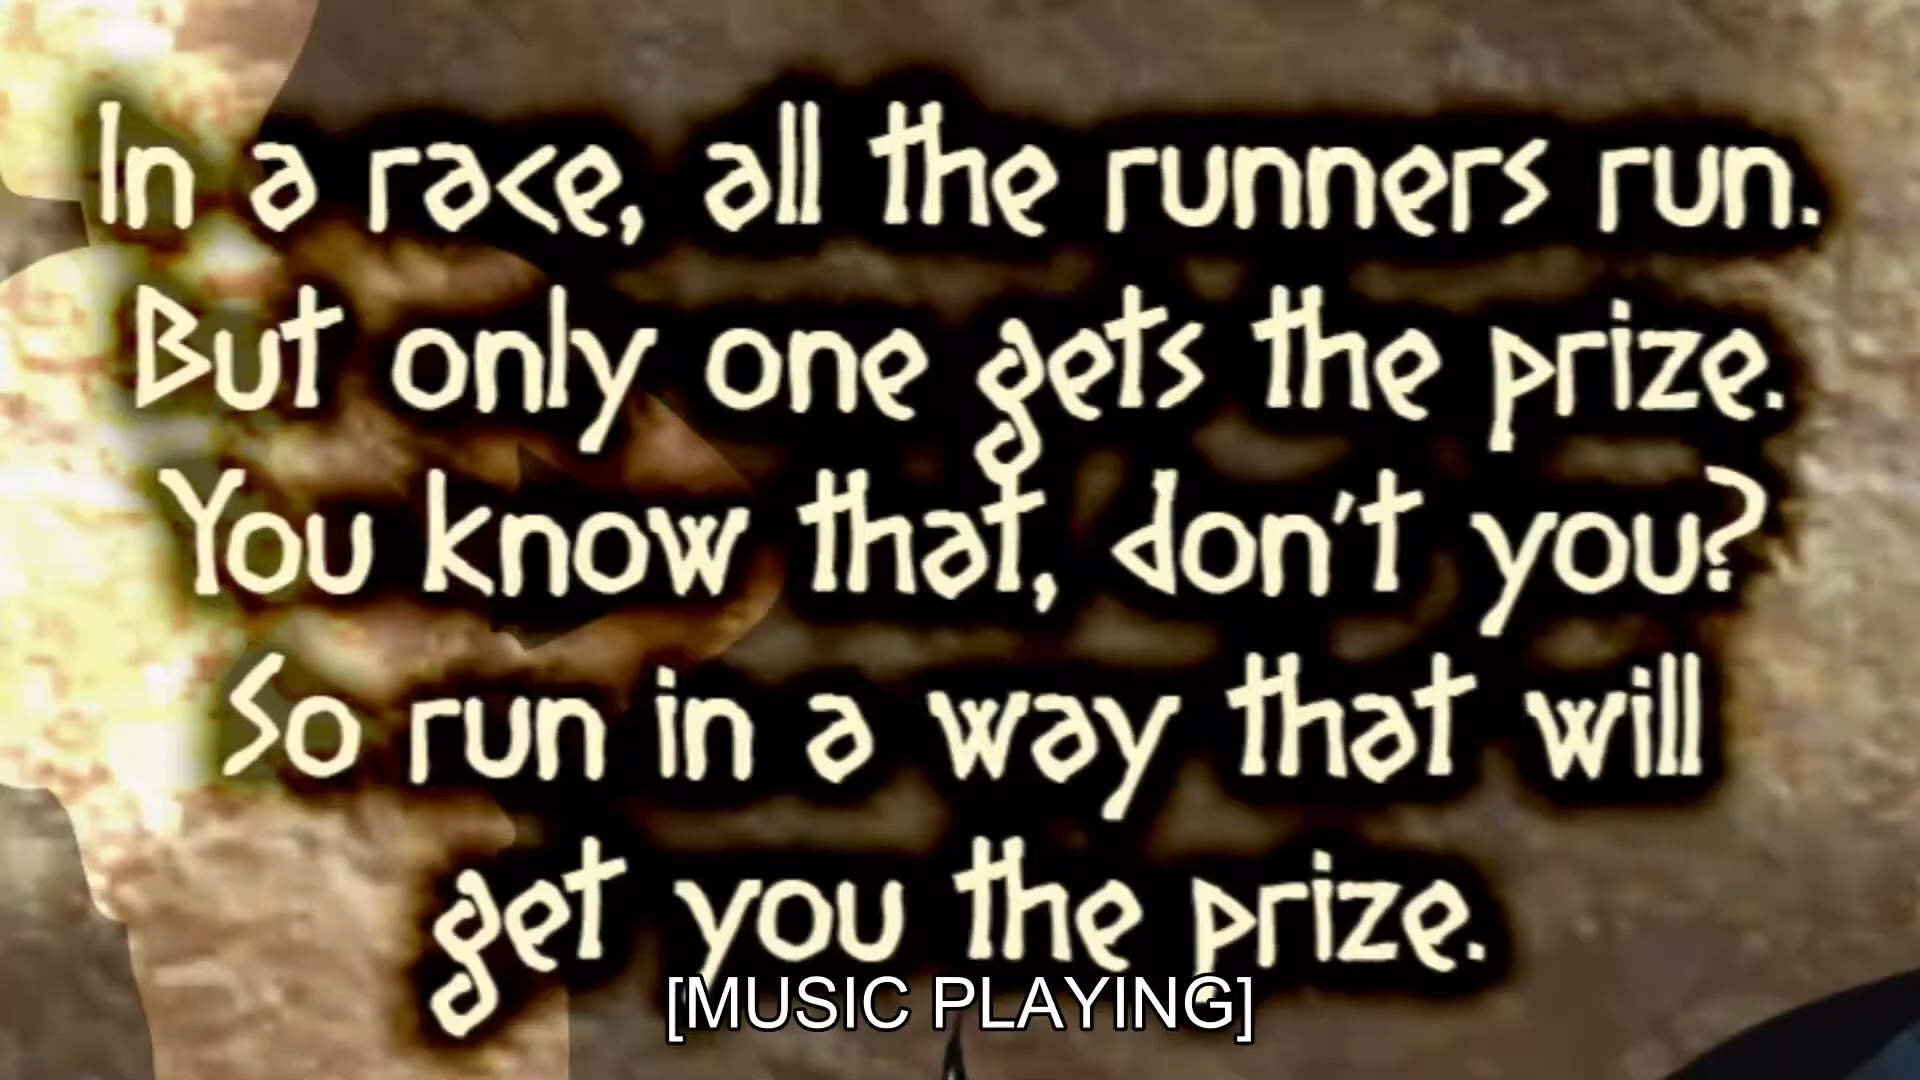 In a race, all the runners run.
But only one gets the prize.
You know that, don't you?
So run in a way that will
get you the prize.
[MUSIC PLAYING]